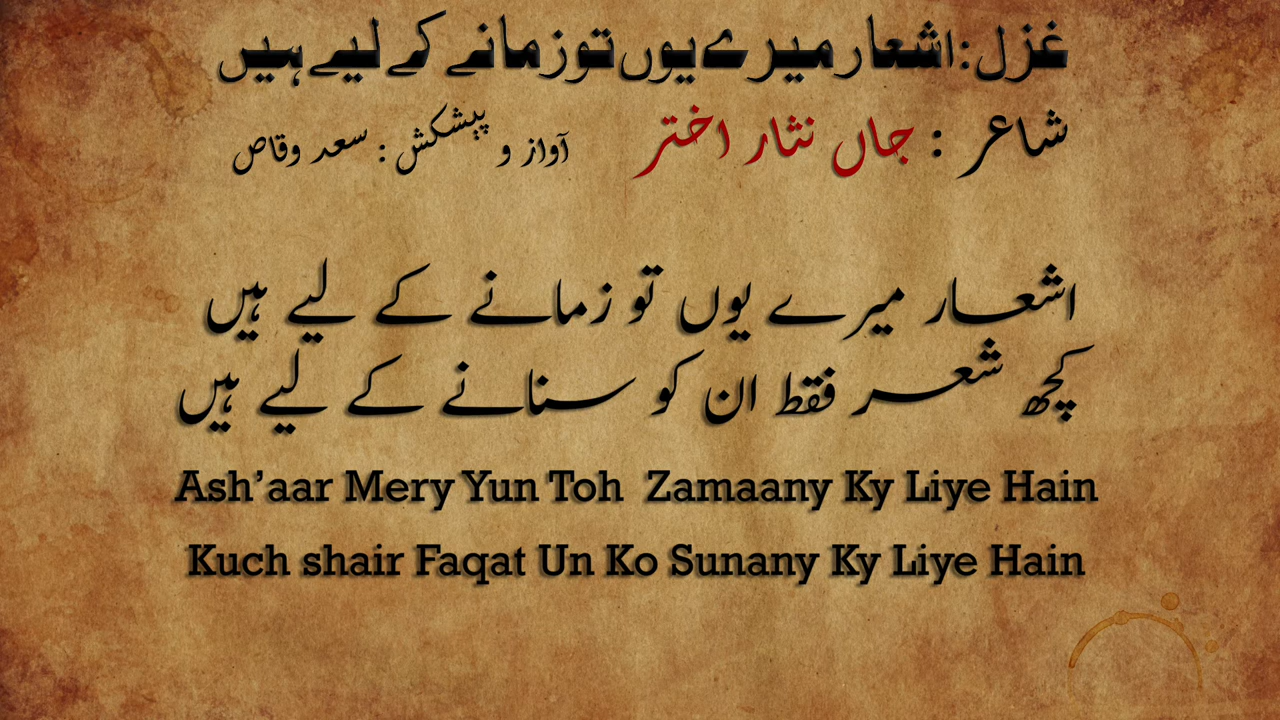 غزل: اشعار میرے یوں تو زمانے کے لیے ہیں
شاعر : جاں نثار اختر آواز و پیشکش : سعد وقاص
اشعار میرے یوں تو زمانے کے لیے ہیں
کچھ شعر فقط ان کو سنانے کے لیے ہیں
Ash’aar Mery Yun Toh Zamaany Ky Liye Hain
Kuch shair Faqat Un Ko Sunany Ky Liye Hain